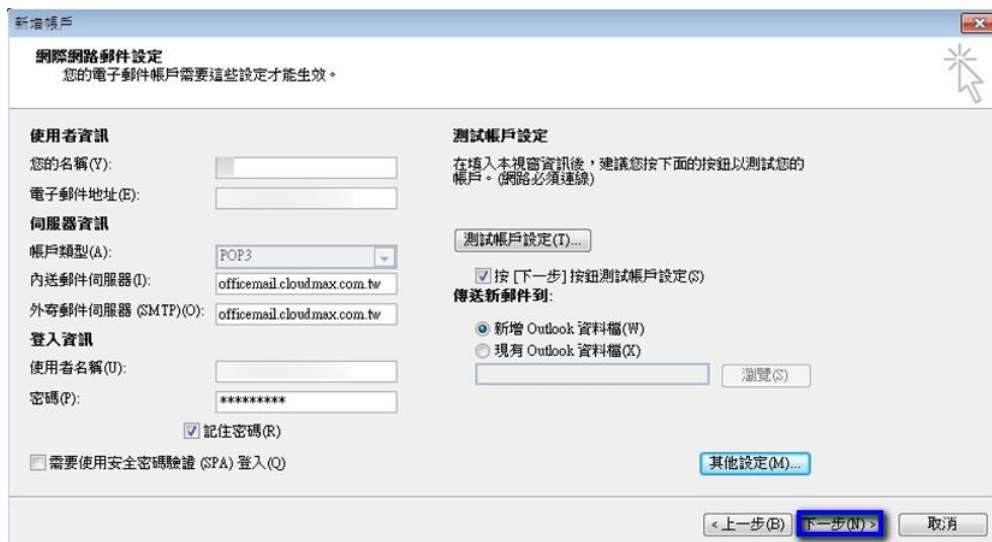 新增帳戶
網際網路郵件設定
您的電子郵件帳戶需要這些設定才能生效。
使用者資訊
您的名稱(Y):
電子郵件地址(E):
伺服器資訊
帳戶類型(A):
POP3
內送郵件伺服器(I):
officemail.cloudmax.com.tw
外寄郵件伺服器 (SMTP)(O):
officemail.cloudmax.com.tw
登入資訊
使用者名稱(U):
密碼(P):
*********
記住密碼(R)
需要使用安全密碼驗證 (SPA) 登入(Q)
測試帳戶設定
在填入本視窗資訊後，建議您按下面的按鈕以測試您的
帳戶。(網路必須連線)
測試帳戶設定(T)...
按 [下一步] 按鈕測試帳戶設定(S)
傳送新郵件到:
新增 Outlook 資料檔(W)
現有 Outlook 資料檔(X)
瀏覽(S)
其他設定(M)...
< 上一步(B)
下一步(N) >
取消